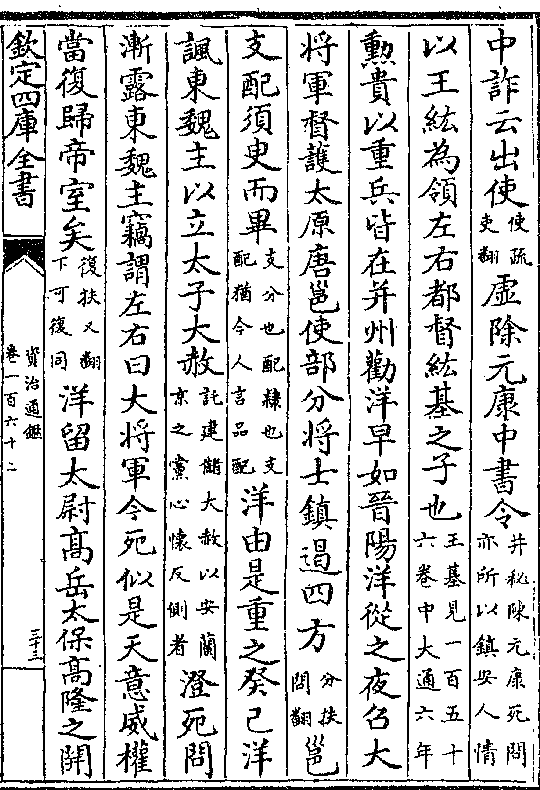 中詐云出使使疏吏翻虛除元康中書令并秘陳元康死問亦所以鎮安人情
以王紘為領左右都督紘基之子也王基見一百五十六卷中大通六年
勲貴以重兵皆在并州勸洋早如晉陽洋從之夜召大
將軍督護太原唐邕使部分將士鎮遏四方分扶問翻邕
支配須臾而畢支分也配隸也支配猶今人言品配洋由是重之癸巳洋
諷東魏主以立太子大赦託建儲大赦以安蘭京之黨心懷反側者澄死問
漸露東魏主竊謂左右曰大將軍今死似是天意威權
當復歸帝室矣復扶又翻下可復同洋留太尉高岳太保高隆之開
欽定四庫全書
資治通鑑
卷一百六十二
三十三